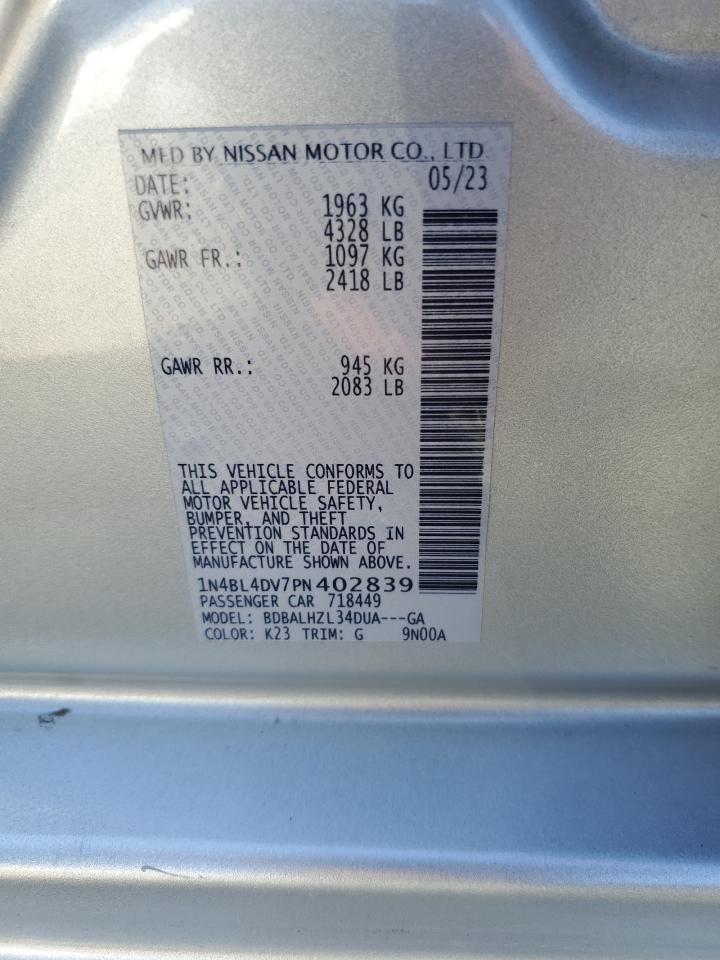 MFD BY NISSAN MOTOR CO., LTD
DATE: 05/23
GVWR: 1963 KG
4328 LB
GAWR FR.: 1097 KG
2418 LB
GAWR RR.: 945 KG
2083 LB
THIS VEHICLE CONFORMS TO
ALL APPLICABLE FEDERAL
MOTOR VEHICLE SAFETY,
BUMPER, AND THEFT
PREVENTION STANDARDS IN
EFFECT ON THE DATE OF
MANUFACTURE SHOWN ABOVE.
1N4BL4DV7PN402839
PASSENGER CAR 718449
MODEL: BDBALHZL34DUA---GA
COLOR: K23 TRIM: G 9N00A